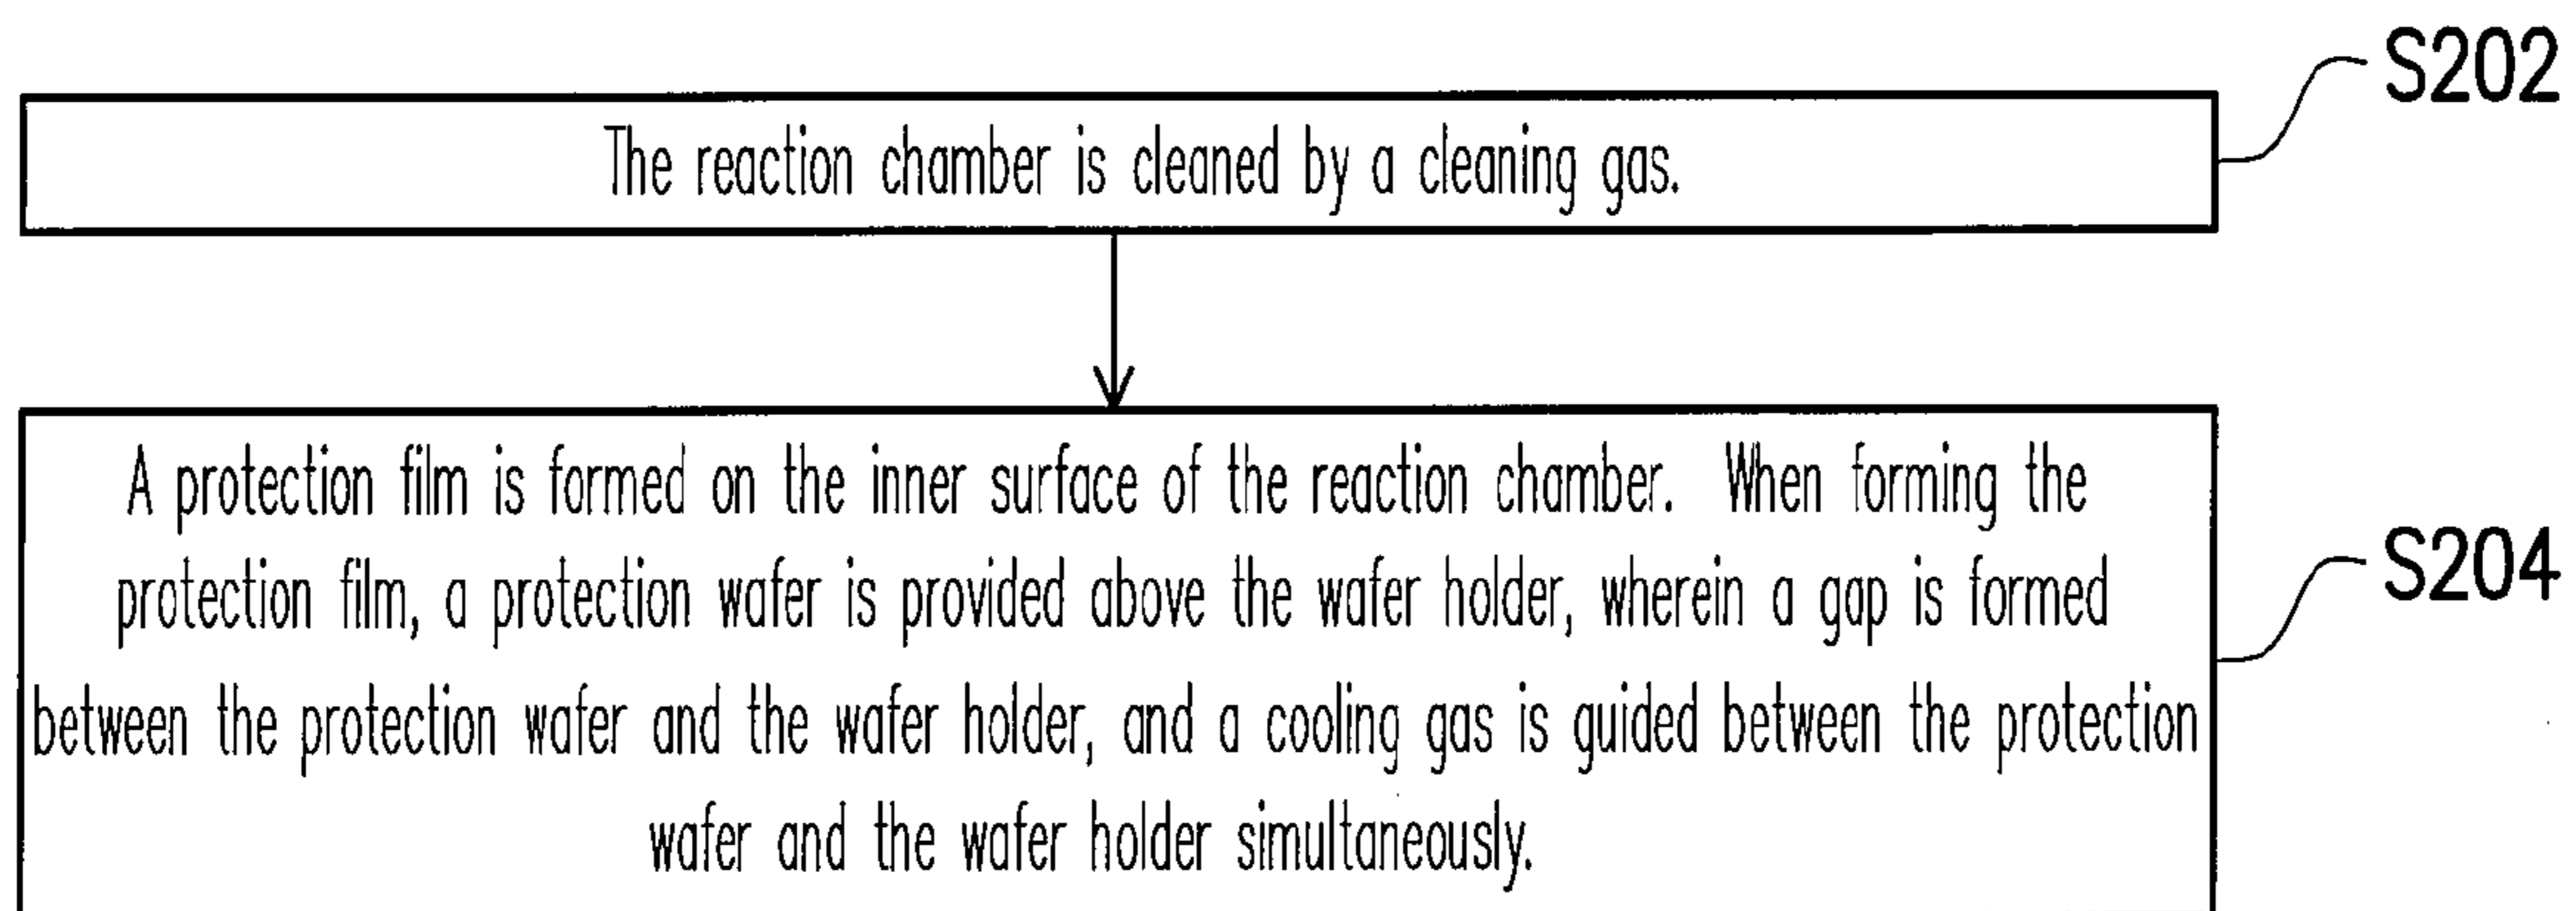 S202
The reaction chamber is cleaned by a cleaning gas.
A protection film is formed on the inner surface of the reaction chamber. When forming the
protection film, a protection wafer is provided above the wafer holder, wherein a gap is formed
S204
between the protection wafer and the wafer holder, and a cooling gas is guided between the protection
wafer and the wafer holder simultaneously.